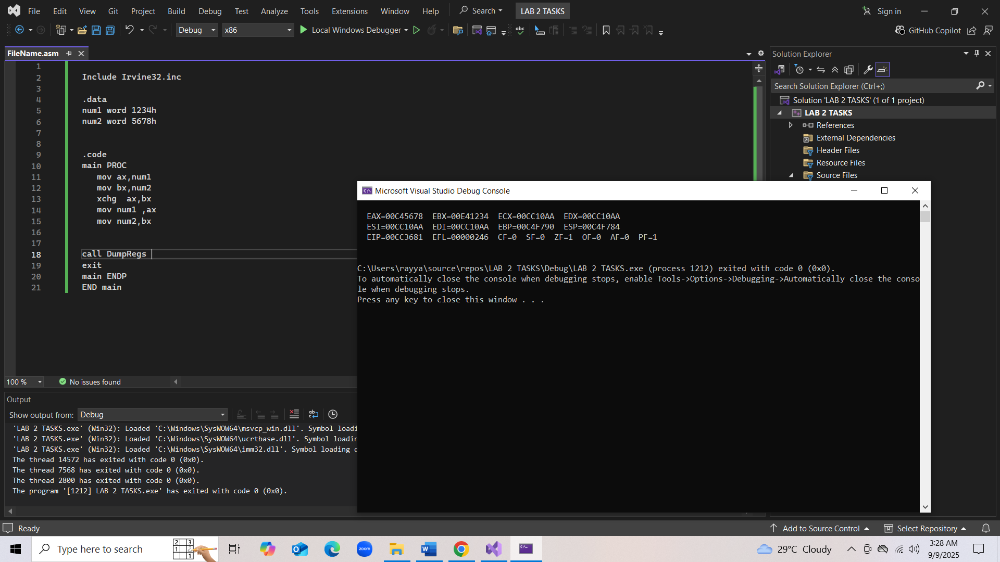 File Edit View Git Project Build Debug Test Analyze Tools Extensions Window Help Search LAB 2 TASKS Sign in
Debug x86 Local Windows Debugger GitHub Copilot
FileName.asm
1
2 Include Irvine32.inc
3
4 .data
5 num1 word 1234h
6 num2 word 5678h
7
8
9 .code
10 main PROC
11 mov ax,num1
12 mov bx,num2
13 xchg  ax,bx
14 mov num1 ,ax
15 mov num2,bx
16
17
18 call DumpRegs
19 exit
20 main ENDP
21 END main
100 % No issues found
Solution Explorer
Search Solution Explorer (Ctrl+;)
Solution 'LAB 2 TASKS' (1 of 1 project)
LAB 2 TASKS
References
External Dependencies
Header Files
Resource Files
Source Files
Microsoft Visual Studio Debug Console
EAX=00C45678  EBX=00E41234  ECX=00CC10AA  EDX=00CC10AA
ESI=00CC10AA  EDI=00CC10AA  EBP=00C4F790  ESP=00C4F784
EIP=00CC3681  EFL=00000246  CF=0  SF=0  ZF=1  OF=0  AF=0  PF=1
C:\Users\rayya\source\repos\LAB 2 TASKS\Debug\LAB 2 TASKS.exe (process 1212) exited with code 0 (0x0).
To automatically close the console when debugging stops, enable Tools->Options->Debugging->Automatically close the conso
le when debugging stops.
Press any key to close this window . . .
Output
Show output from: Debug
'LAB 2 TASKS.exe' (Win32): Loaded 'C:\Windows\SysWOW64\msvcp_win.dll'. Symbol loadi
'LAB 2 TASKS.exe' (Win32): Loaded 'C:\Windows\SysWOW64\ucrtbase.dll'. Symbol loadin
'LAB 2 TASKS.exe' (Win32): Loaded 'C:\Windows\SysWOW64\imm32.dll'. Symbol loading d
The thread 14572 has exited with code 0 (0x0).
The thread 7568 has exited with code 0 (0x0).
The thread 2800 has exited with code 0 (0x0).
The program '[1212] LAB 2 TASKS.exe' has exited with code 0 (0x0).
Ready Add to Source Control Select Repository
Type here to search zoom 29°C Cloudy 3:28 AM
9/9/2025